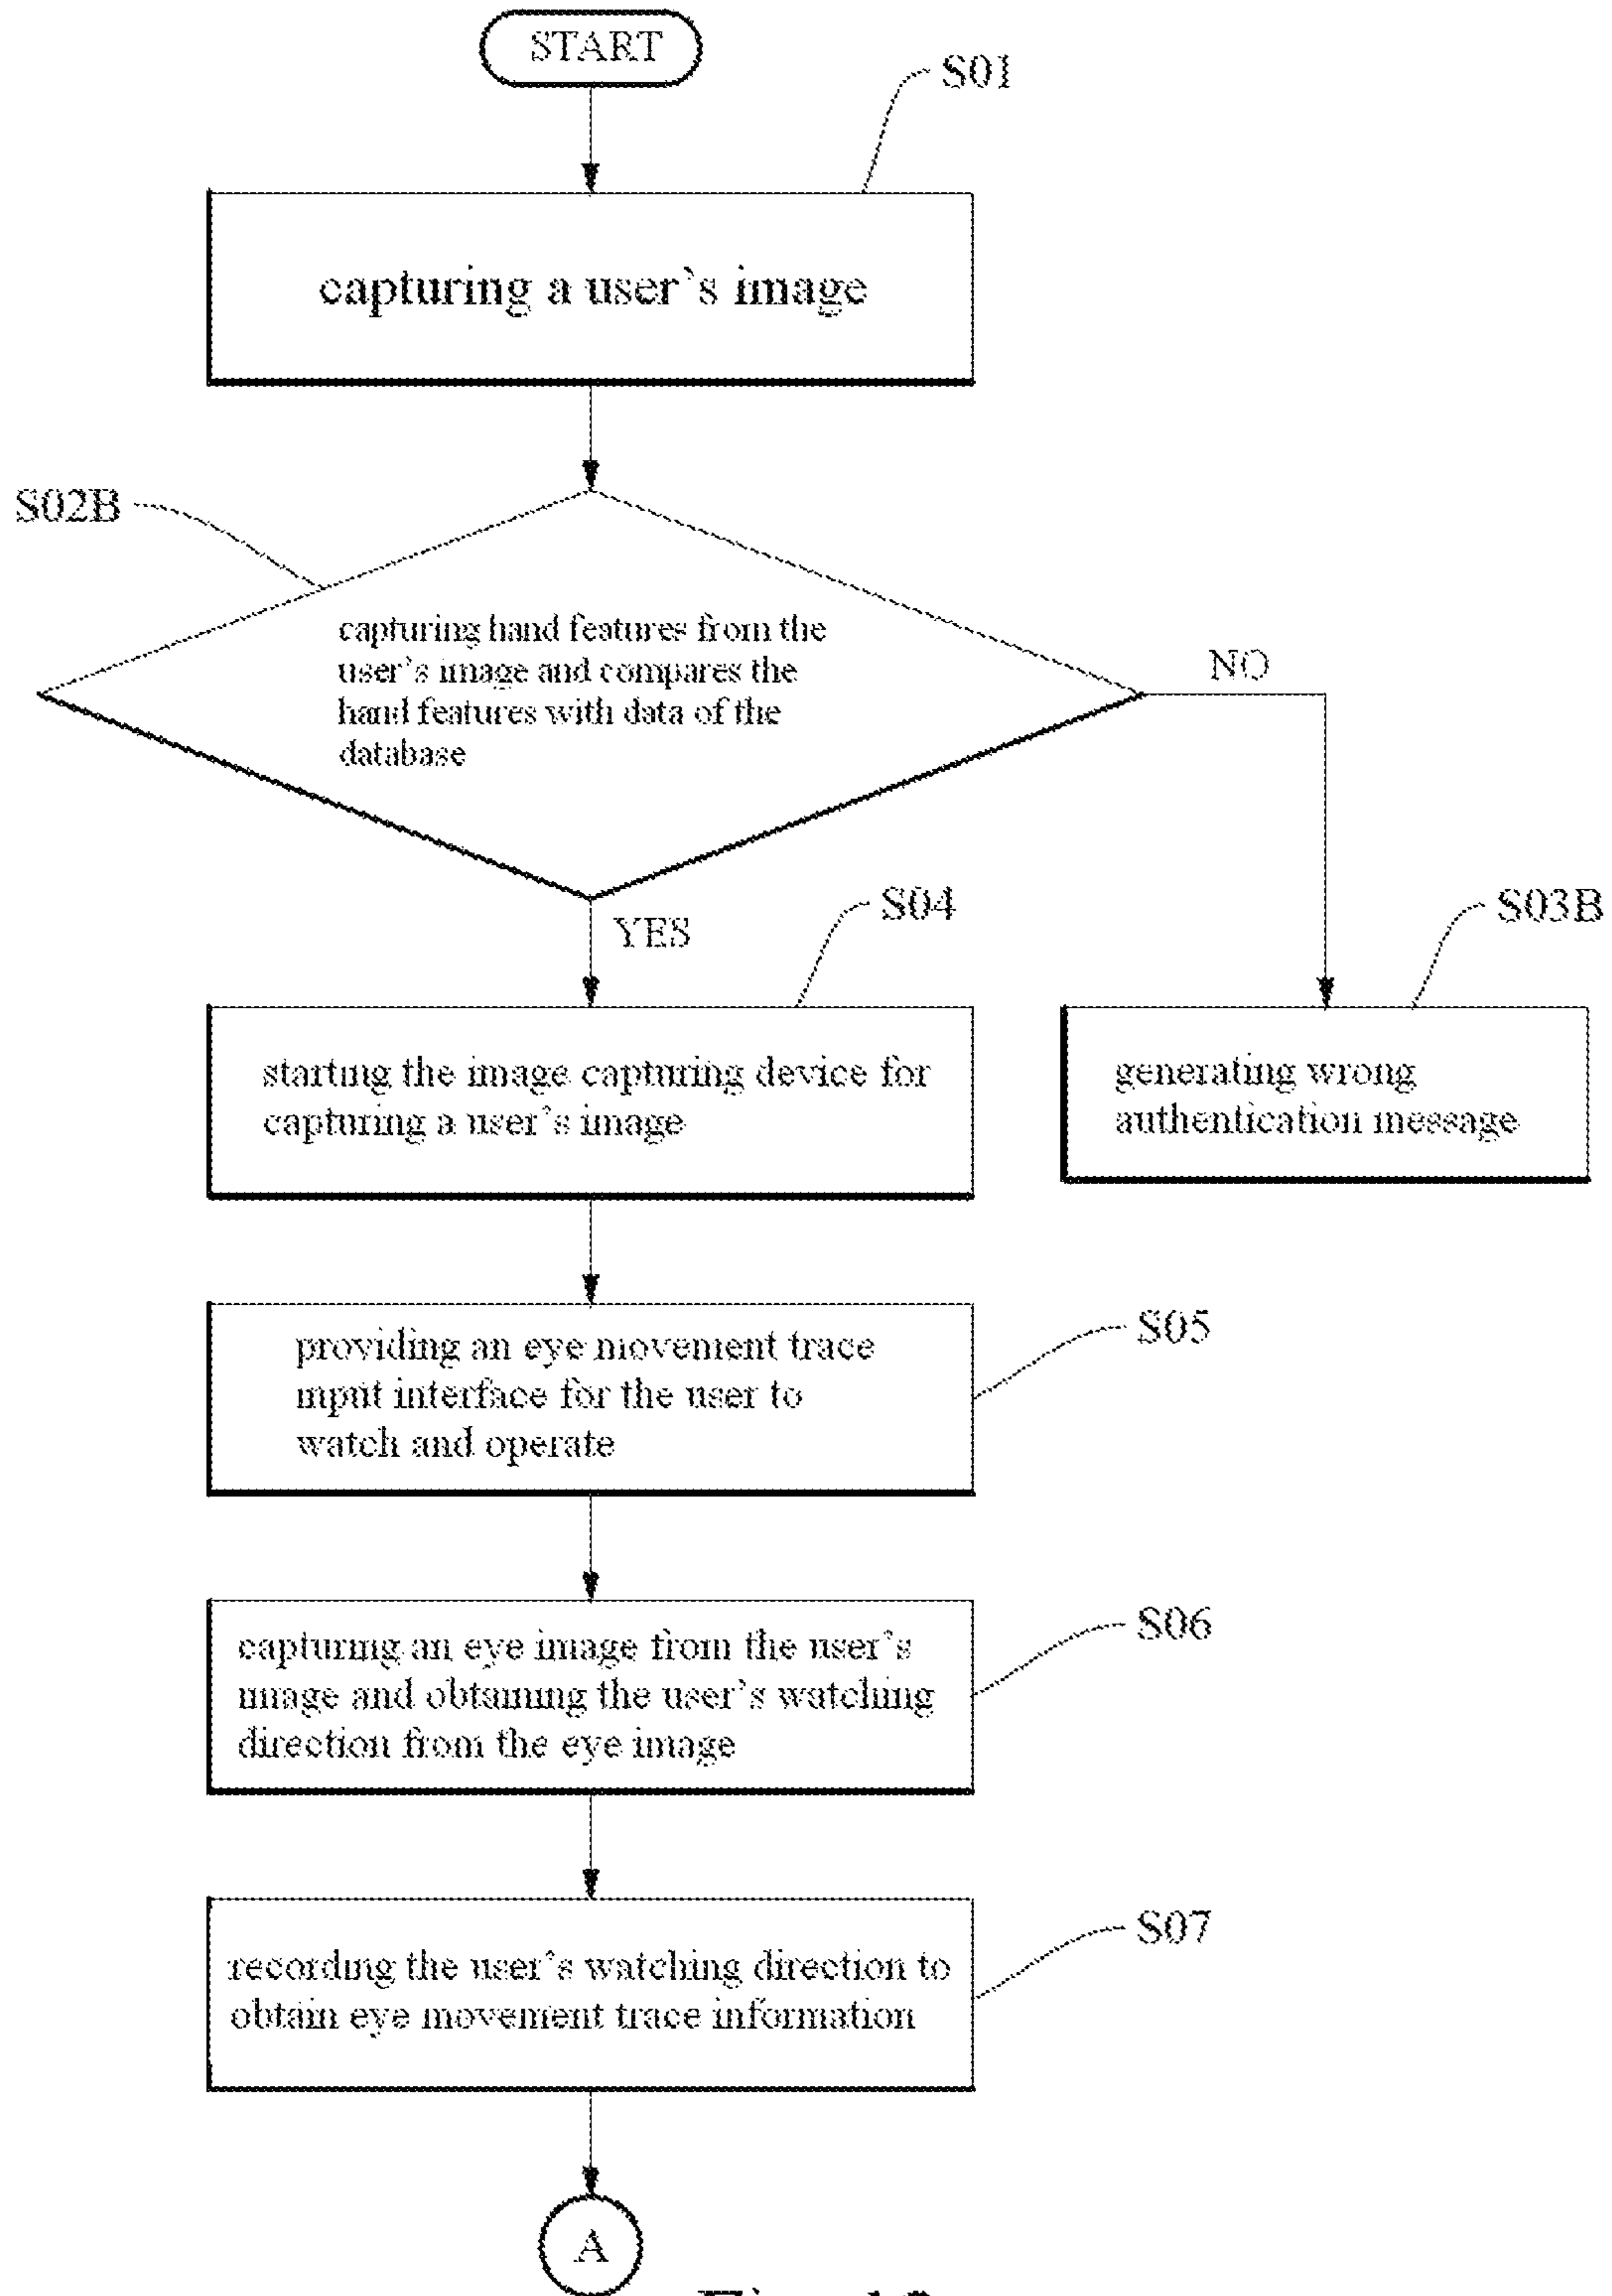 START
S01
capturing a user`s image
S02B
capturing hand features from the
user's image and compares the
hand features with data of the
database
NO
YES
S04
S03B
starting the image capturing device for
capturing a user's image
generating wrong
authentication message
S05
providing an eye movement trace
input interface for the user to
watch and operate
S06
capturing an eye image from the user's
image and obtaining the user's watching
direction from the eye image
S07
recording the user's watching direction to
obtain eye movement trace information
A